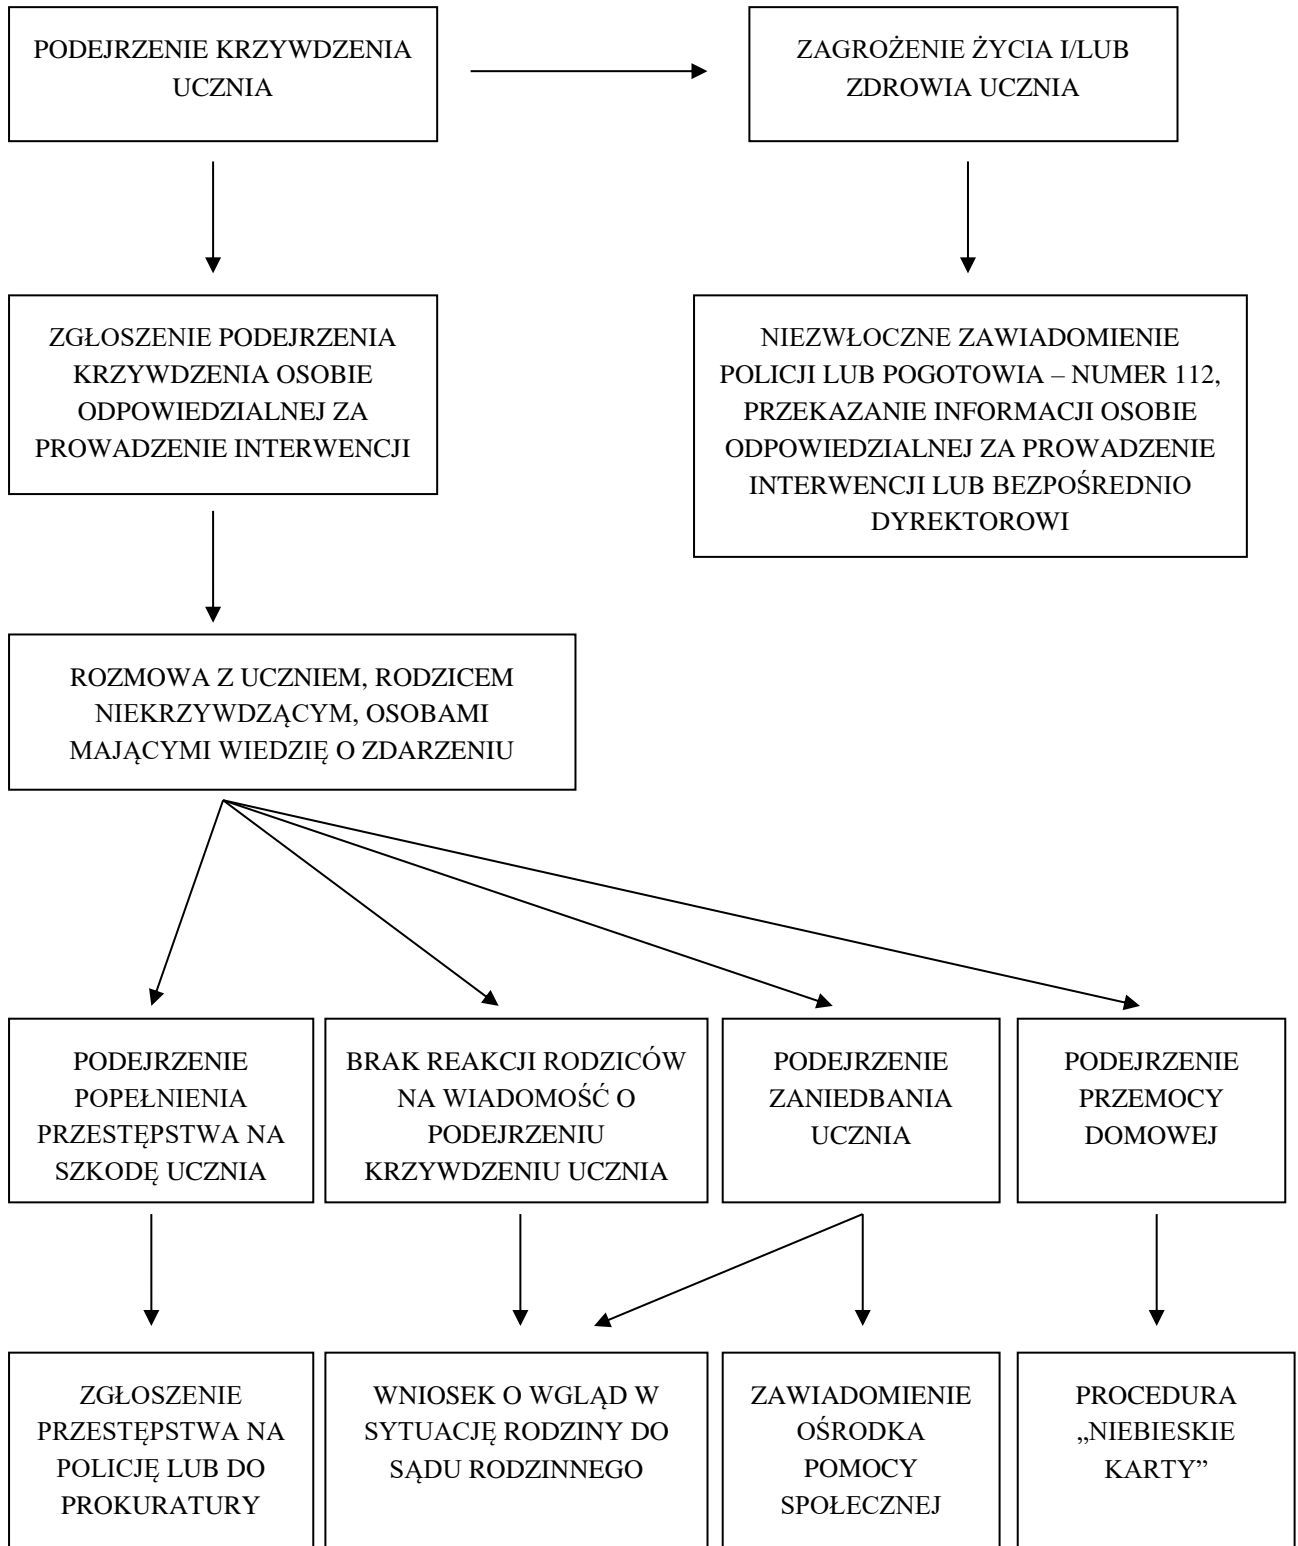 PODEJRZENIE KRZYWDZENIA
UCZNIA
ZAGROŻENIE ŻYCIA I/LUB
ZDROWIA UCZNIA
ZGŁOSZENIE PODEJRZENIA
KRZYWDZENIA OSOBIE
ODPOWIEDZIALNEJ ZA
PROWADZENIE INTERWENCJI
NIEZWŁOCZNE ZAWIADOMIENIE
POLICJI LUB POGOTOWIA – NUMER 112,
PRZEKAZANIE INFORMACJI OSOBIE
ODPOWIEDZIALNEJ ZA PROWADZENIE
INTERWENCJI LUB BEZPOŚREDNIO
DYREKTOROWI
ROZMOWA Z UCZNIEM, RODZICEM
NIEKRZYWDZĄCYM, OSOBAMI
MAJĄCYMI WIEDZIĘ O ZDARZENIU
PODEJRZENIE
POPEŁNIENIA
PRZESTĘPSTWA NA
SZKODĘ UCZNIA
BRAK REAKCJI RODZICÓW
NA WIADOMOŚĆ O
PODEJRZENIU
KRZYWDZENIU UCZNIA
PODEJRZENIE
ZANIEDBANIA
UCZNIA
PODEJRZENIE
PRZEMOCY
DOMOWEJ
ZGŁOSZENIE
PRZESTĘPSTWA NA
POLICJĘ LUB DO
PROKURATURY
WNIOSEK O WGLĄD W
SYTUACJĘ RODZINY DO
SĄDU RODZINNEGO
ZAWIADOMIENIE
OŚRODKA
POMOCY
SPOŁECZNEJ
PROCEDURA
„NIEBIESKIE
KARTY”